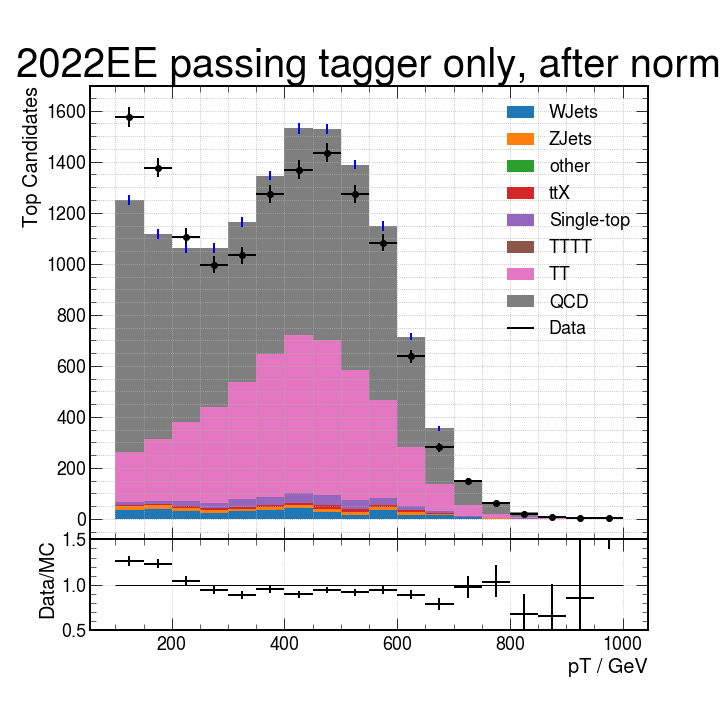 2022EE passing tagger only, after norm
Top Candidates
1600
1400
1200
1000
800
600
400
200
0
WJets
ZJets
other
ttX
Single-top
TTTT
TT
QCD
Data
Data/MC
1.5
1.0
0.5
200
400
600
800
1000
pT / GeV